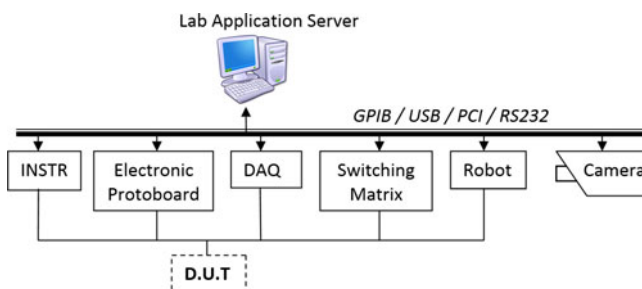 Lab Application Server
GPIB / USB / PCI / RS232
INSTR
Electronic
Protoboard
DAQ
Switching
Matrix
Robot
Camera
D.U.T